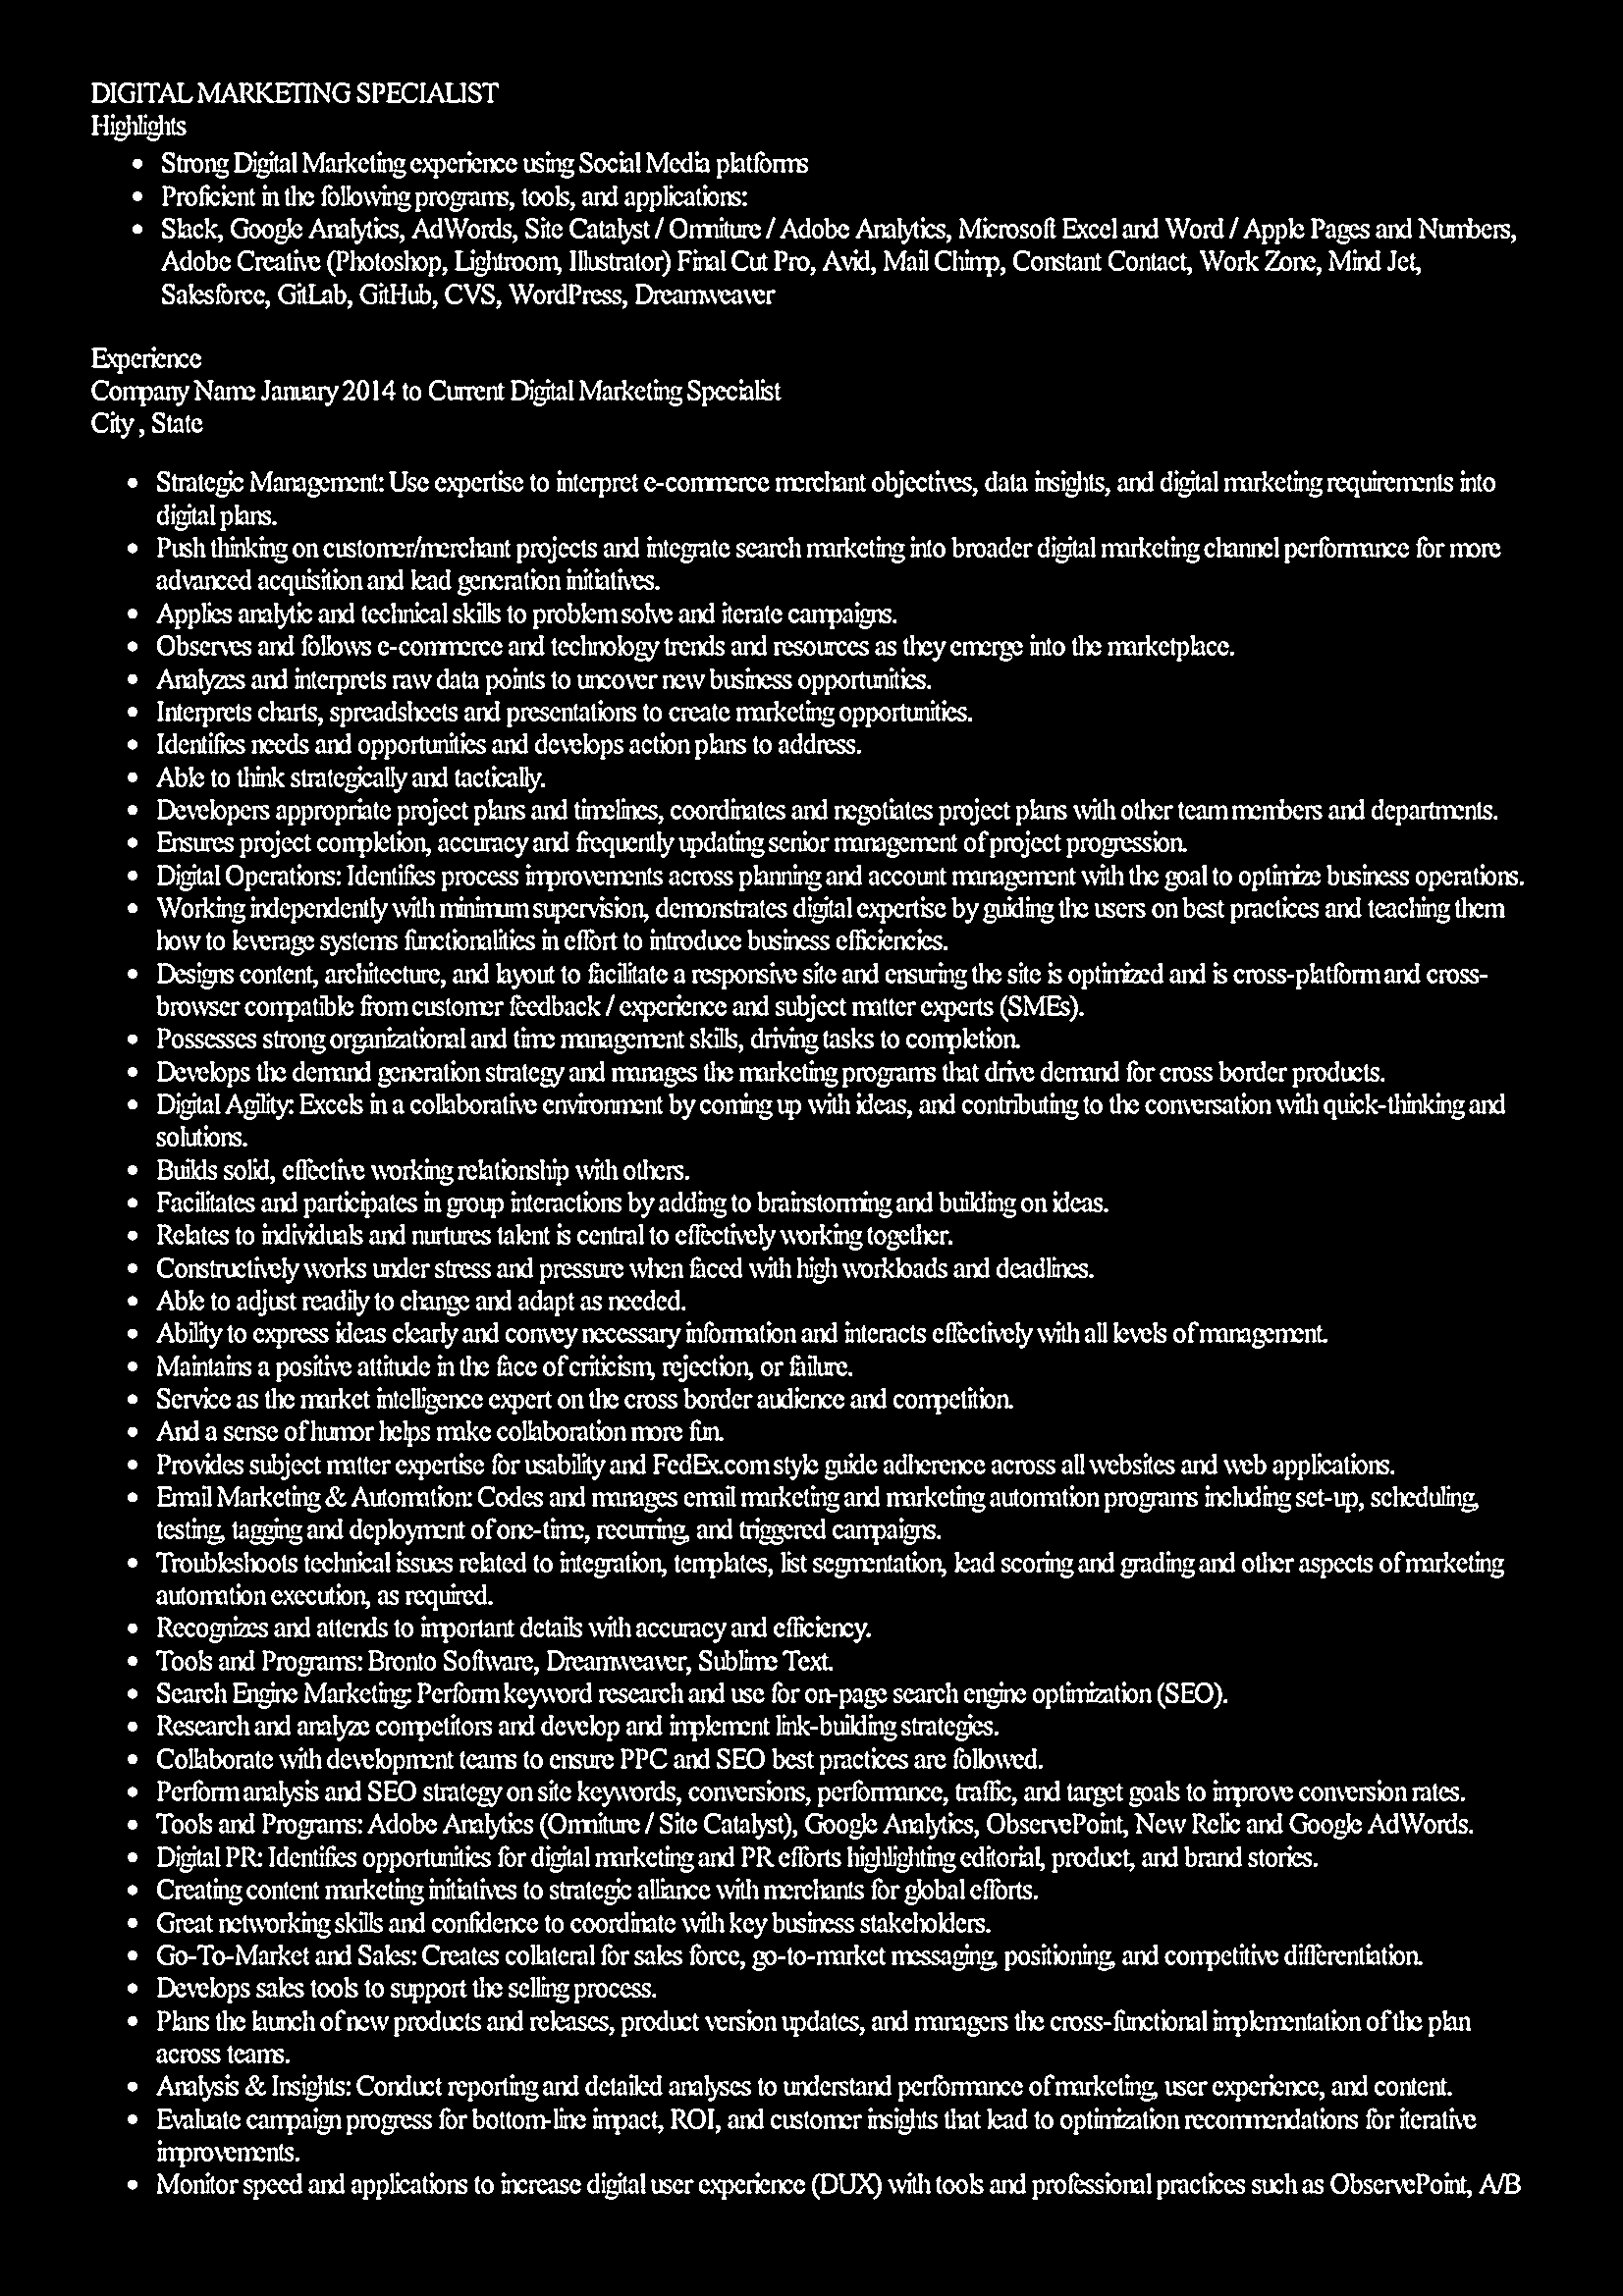 DIGITAL MARKETING SPECIALIST
Highlights
• Strong Digital Marketing experience using Social Media platforms
• Proficient in the following programs, tools, and applications:
• Slack, Google Analytics, AdWords, Site Catalyst / Omniture / Adobe Analytics, Microsoft Excel and Word / Apple Pages and Numbers,
Adobe Creative (Photoshop, Lightroom, Illustrator) Final Cut Pro, Avid, Mail Chimp, Constant Contact, Work Zone, Mind Jet,
Salesforce, GitLab, GitHub, CVS, WordPress, Dreamweaver
Experience
Company Name January 2014 to Current Digital Marketing Specialist
City , State
• Strategic Management: Use expertise to interpret e-commerce merchant objectives, data insights, and digital marketing requirements into
digital plans.
• Push thinking on customer/merchant projects and integrate search marketing into broader digital marketing channel performance for more
advanced acquisition and lead generation initiatives.
• Applies analytic and technical skills to problem solve and iterate campaigns.
• Observes and follows e-commerce and technology trends and resources as they emerge into the marketplace.
• Analyzes and interprets raw data points to uncover new business opportunities.
• Interprets charts, spreadsheets and presentations to create marketing opportunities.
• Identifies needs and opportunities and develops action plans to address.
• Able to think strategically and tactically.
• Developers appropriate project plans and timelines, coordinates and negotiates project plans with other team members and departments.
• Ensures project completion, accuracy and frequently updating senior management of project progression.
• Digital Operations: Identifies process improvements across planning and account management with the goal to optimize business operations.
• Working independently with minimum supervision, demonstrates digital expertise by guiding the users on best practices and teaching them
how to leverage systems functionalities in effort to introduce business efficiencies.
• Designs content, architecture, and layout to facilitate a responsive site and ensuring the site is optimized and is cross-platform and cross-
browser compatible from customer feedback / experience and subject matter experts (SMEs).
• Possesses strong organizational and time management skills, driving tasks to completion.
• Develops the demand generation strategy and manages the marketing programs that drive demand for cross border products.
• Digital Agility: Excels in a collaborative environment by coming up with ideas, and contributing to the conversation with quick-thinking and
solutions.
• Builds solid, effective working relationship with others.
• Facilitates and participates in group interactions by adding to brainstorming and building on ideas.
• Relates to individuals and nurtures talent is central to effectively working together.
• Constructively works under stress and pressure when faced with high workloads and deadlines.
• Able to adjust readily to change and adapt as needed.
• Ability to express ideas clearly and convey necessary information and interacts effectively with all levels of management.
• Maintains a positive attitude in the face of criticism, rejection, or failure.
• Service as the market intelligence expert on the cross border audience and competition.
• And a sense of humor helps make collaboration more fun.
• Provides subject matter expertise for usability and FedEx.com style guide adherence across all websites and web applications.
• Email Marketing & Automation: Codes and manages email marketing and marketing automation programs including set-up, scheduling,
testing, tagging and deployment of one-time, recurring, and triggered campaigns.
• Troubleshoots technical issues related to integration, templates, list segmentation, lead scoring and grading and other aspects of marketing
automation execution, as required.
• Recognizes and attends to important details with accuracy and efficiency.
• Tools and Programs: Bronto Software, Dreamweaver, Sublime Text.
• Search Engine Marketing: Perform keyword research and use for on-page search engine optimization (SEO).
• Research and analyze competitors and develop and implement link-building strategies.
• Collaborate with development teams to ensure PPC and SEO best practices are followed.
• Perform analysis and SEO strategy on site keywords, conversions, performance, traffic, and target goals to improve conversion rates.
• Tools and Programs: Adobe Analytics (Omniture / Site Catalyst), Google Analytics, ObservePoint, New Relic and Google AdWords.
• Digital PR: Identifies opportunities for digital marketing and PR efforts highlighting editorial, product, and brand stories.
• Creating content marketing initiatives to strategic alliance with merchants for global efforts.
• Great networking skills and confidence to coordinate with key business stakeholders.
• Go-To-Market and Sales: Creates collateral for sales force, go-to-market messaging, positioning, and competitive differentiation.
• Develops sales tools to support the selling process.
• Plans the launch of new products and releases, product version updates, and managers the cross-functional implementation of the plan
across teams.
• Analysis & Insights: Conduct reporting and detailed analyses to understand performance of marketing, user experience, and content.
• Evaluate campaign progress for bottom-line impact, ROI, and customer insights that lead to optimization recommendations for iterative
improvements.
• Monitor speed and applications to increase digital user experience (DUX) with tools and professional practices such as ObservePoint, A/B